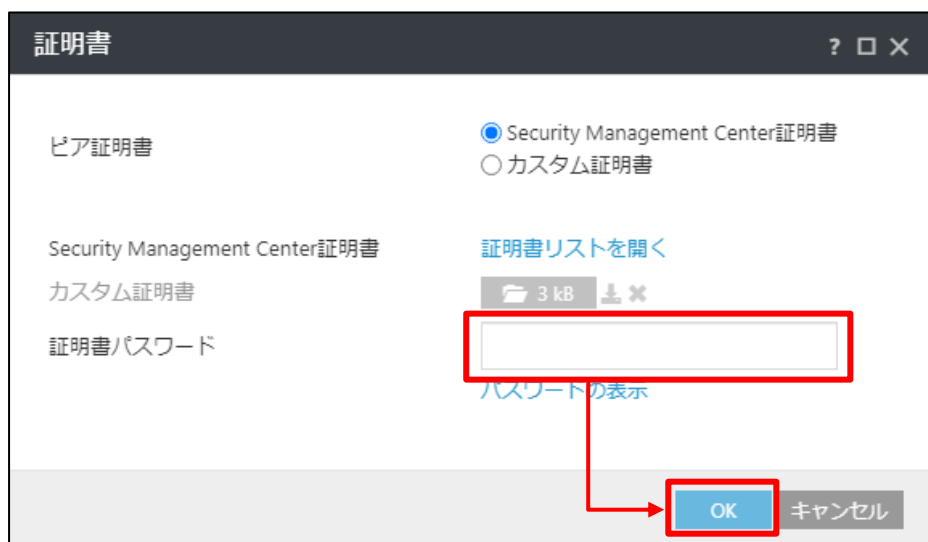 証明書
?
ピア証明書
Security Management Center証明書
カスタム証明書
Security Management Center証明書
証明書リストを開く
カスタム証明書
3 kB
証明書パスワード
パスワードの表示
OK
キャンセル